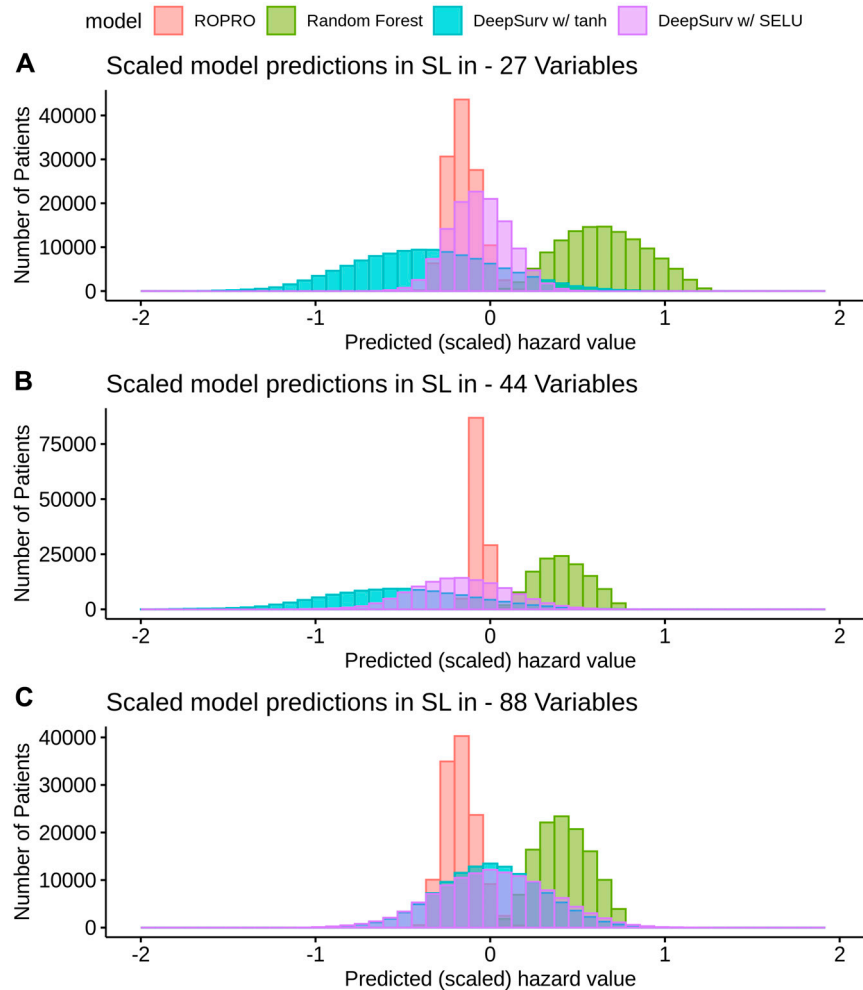 model ROPRO Random Forest DeepSurv w/ tanh DeepSurv w/ SELU
A Scaled model predictions in SL in - 27 Variables
Number of Patients
40000
30000
20000
10000
0
-2 -1 0 1 2
Predicted (scaled) hazard value
B Scaled model predictions in SL in - 44 Variables
Number of Patients
75000
50000
25000
0
-2 -1 0 1 2
Predicted (scaled) hazard value
C Scaled model predictions in SL in - 88 Variables
Number of Patients
40000
30000
20000
10000
0
-2 -1 0 1 2
Predicted (scaled) hazard value